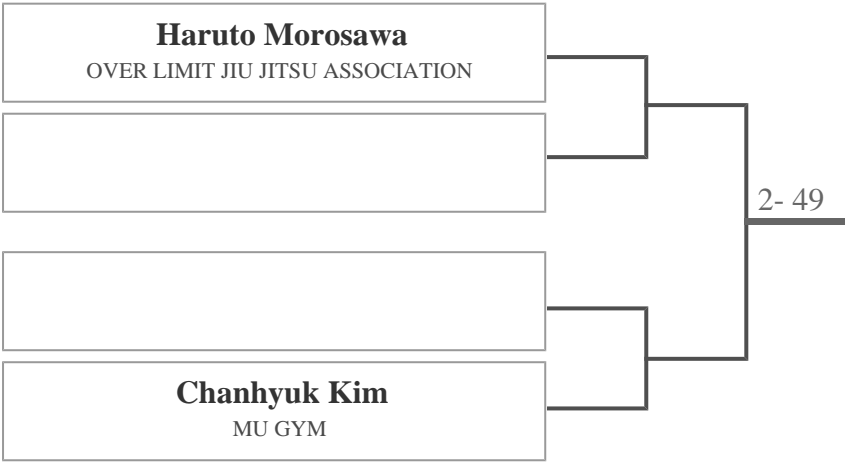 Haruto Morosawa
OVER LIMIT JIU JITSU ASSOCIATION
2- 49
Chanhyuk Kim
MU GYM